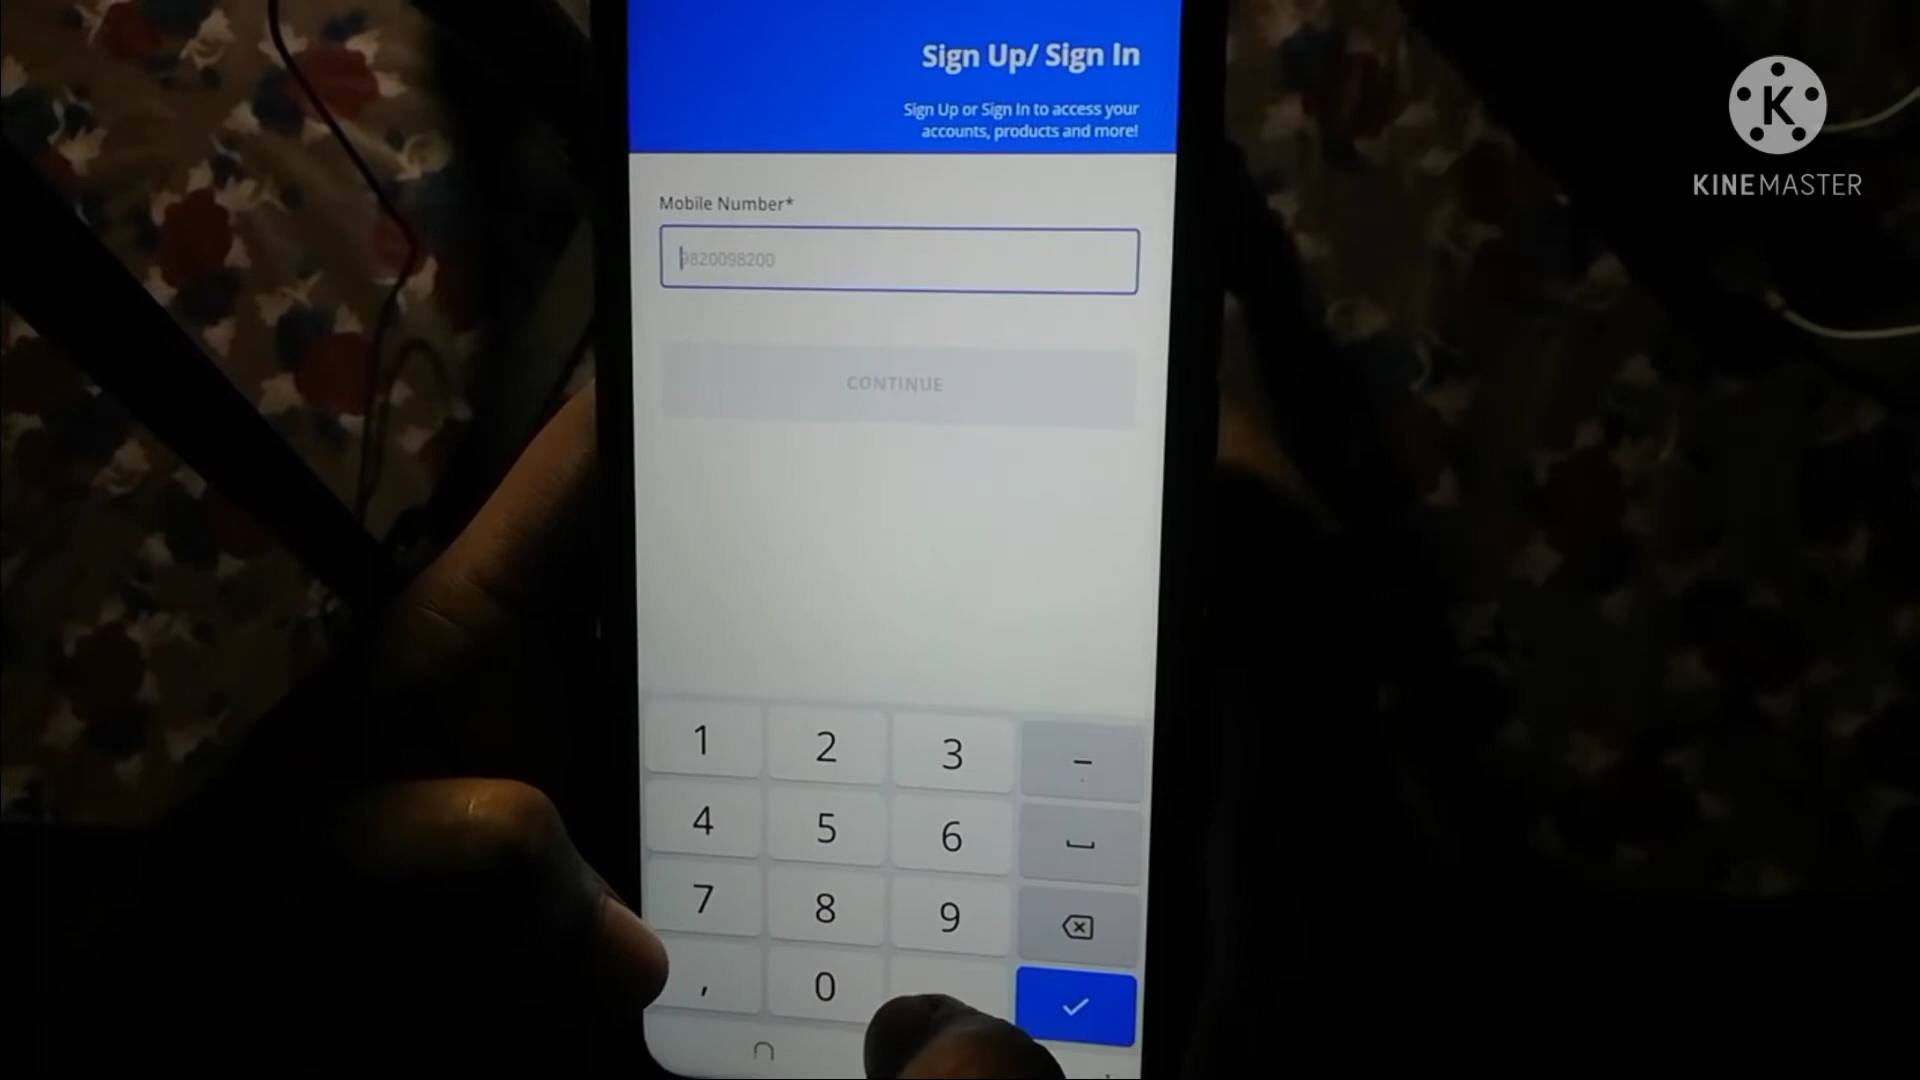 Sign Up/ Sign In
Sign Up or Sign In to access your
accounts, products and more!
K
KINEMASTER
Mobile Number*
9820098200
CONTINUE
1 2 3 –
4 5 6
7 8 9
, 0